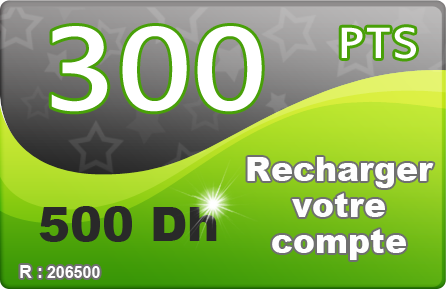 300 PTS
Recharger
votre
500 Dh
compte
R : 206500